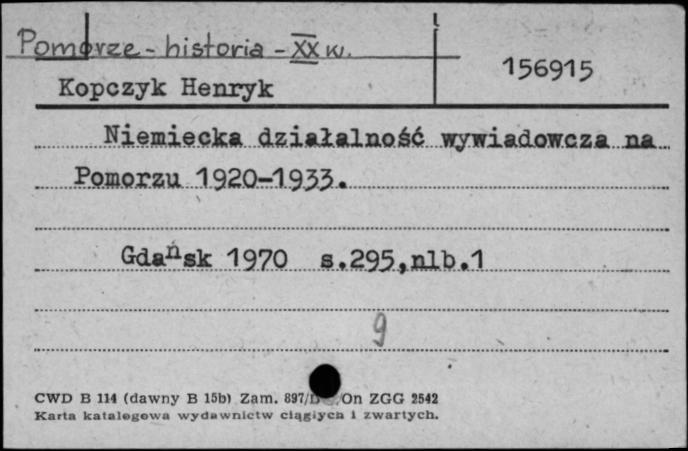 Pomorze - historia - XX w.
156915
Kopczyk Henryk
Niemiecka działalność wywiadowcza na
Pomorzu 1920-1933.
Gdańsk 1970 s.295,nlb.1
9
CWD B 114 (dawny B 15b) Zam. 897/ On ZGG 2542
Karta katalogowa wydawnictw ciągłych i zwartych.